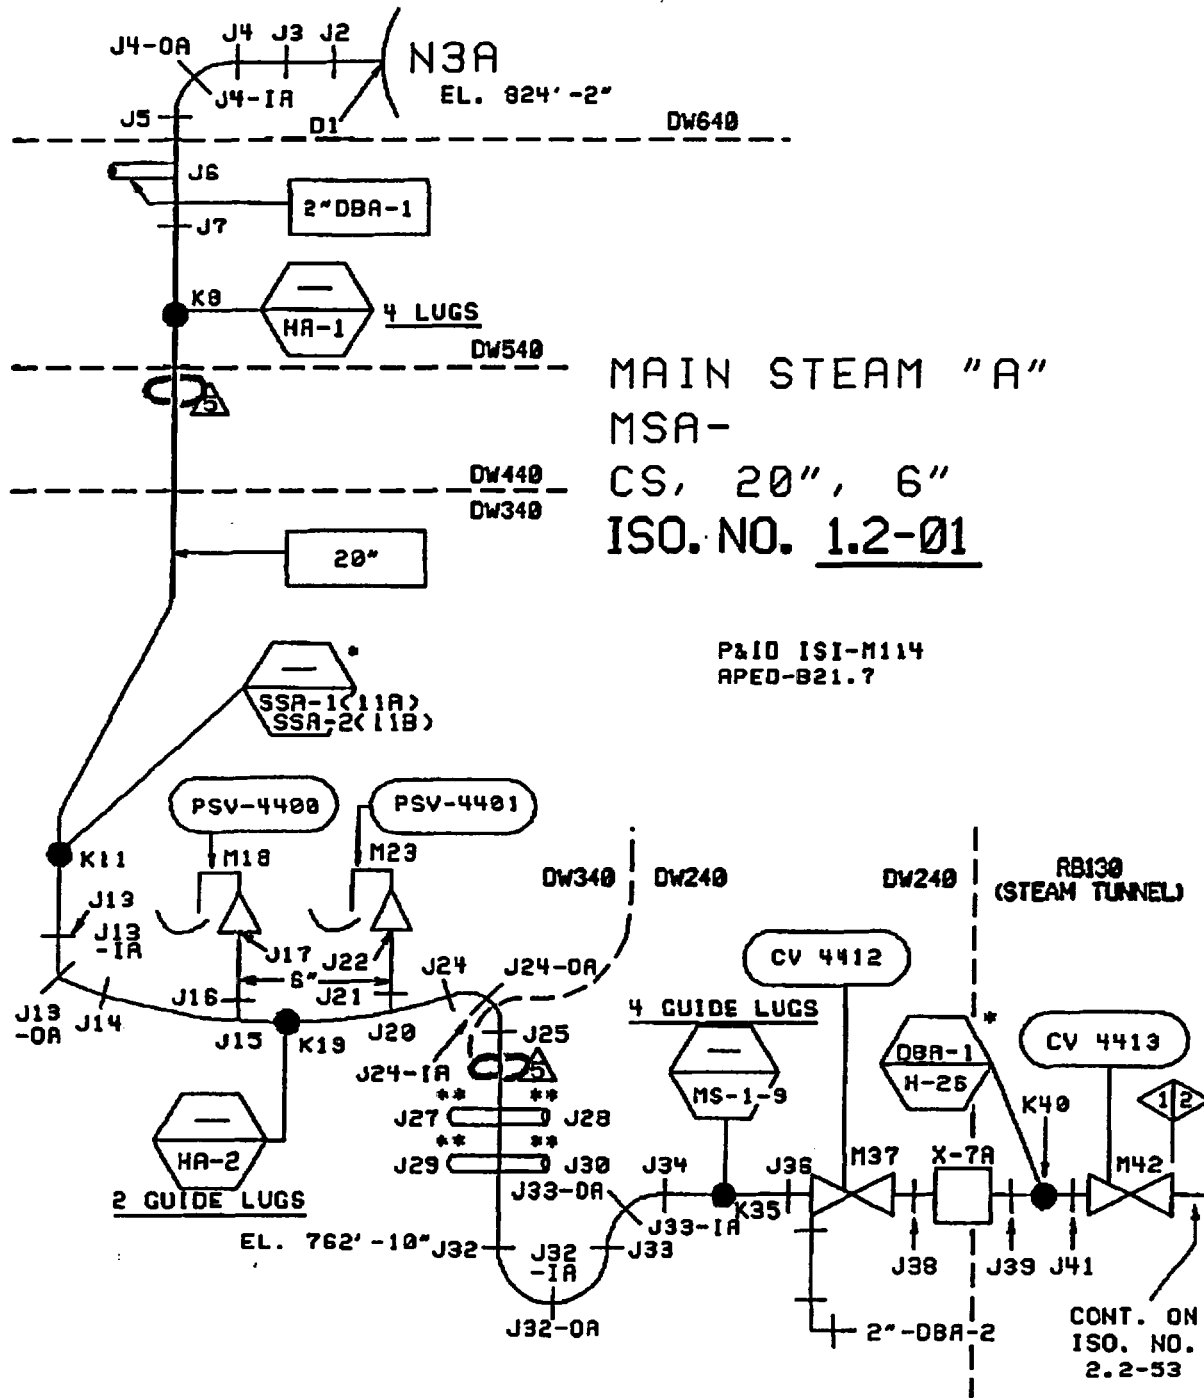 J4-OA
J4
J3
J2
N3A
EL. 824'-2"
J4-IA
J5
D1
DW640
J6
2"DBA-1
J7
K8
HA-1
4 LUGS
DW540
5
MAIN STEAM "A"
MSA-
CS, 20", 6"
ISO. NO. 1.2-01
DW440
DW340
20"
P&ID ISI-M114
APED-B21.7
*
SSA-1(11A)
SSA-2(11B)
PSV-4400
PSV-4401
K11
M18
M23
DW340
DW240
DW240
RB130
(STEAM TUNNEL)
J13
J13
-IA
J17
J22
6"
J24
J24-OA
CV 4412
J16
J21
J13
-OA
J14
J15
K19
J20
J25
4 GUIDE LUGS
*
DBA-1
H-26
CV 4413
J24-IA
5
MS-1-9
K40
1
2
**
**
J27
J28
**
**
HA-2
J29
J30
J34
J36
M37
X-7A
M42
2 GUIDE LUGS
J33-OA
K35
J33-IA
EL. 762'-10"
J32
J32
-IA
J33
J38
J39
J41
J32-OA
2"-DBA-2
CONT. ON
ISO. NO.
2.2-53